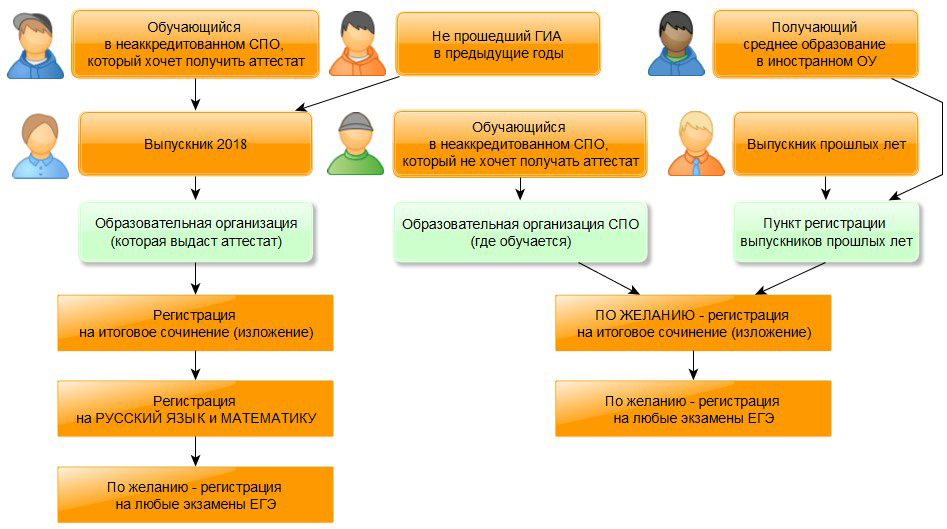 Обучающийся
в неаккредитованном СПО,
который хочет получить аттестат
Не прошедший ГИА
в предыдущие годы
Получающий
среднее образование
в иностранном ОУ
Выпускник 2018
Обучающийся
в неаккредитованном СПО,
который не хочет получать аттестат
Выпускник прошлых лет
Образовательная организация
(которая выдаст аттестат)
Образовательная организация СПО
(где обучается)
Пункт регистрации
выпускников прошлых лет
Регистрация
на итоговое сочинение (изложение)
ПО ЖЕЛАНИЮ - регистрация
на итоговое сочинение (изложение)
Регистрация
на РУССКИЙ ЯЗЫК и МАТЕМАТИКУ
По желанию - регистрация
на любые экзамены ЕГЭ
По желанию - регистрация
на любые экзамены ЕГЭ